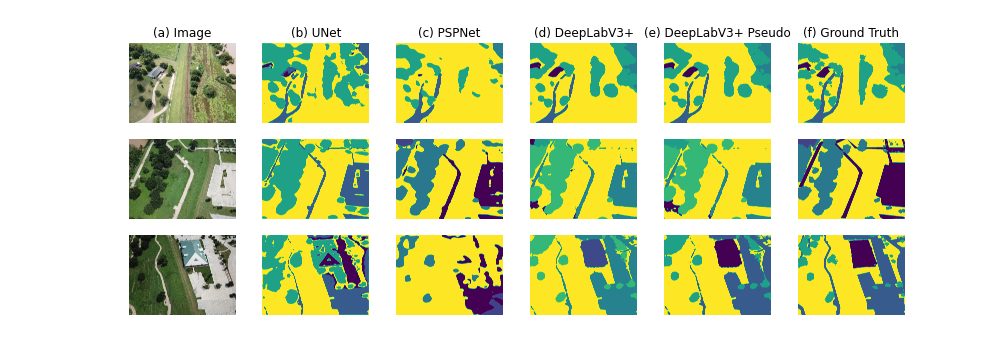 (a) Image
(b) UNet
(c) PSPNet
(d) DeepLabV3+
(e) DeepLabV3+ Pseudo
(f) Ground Truth